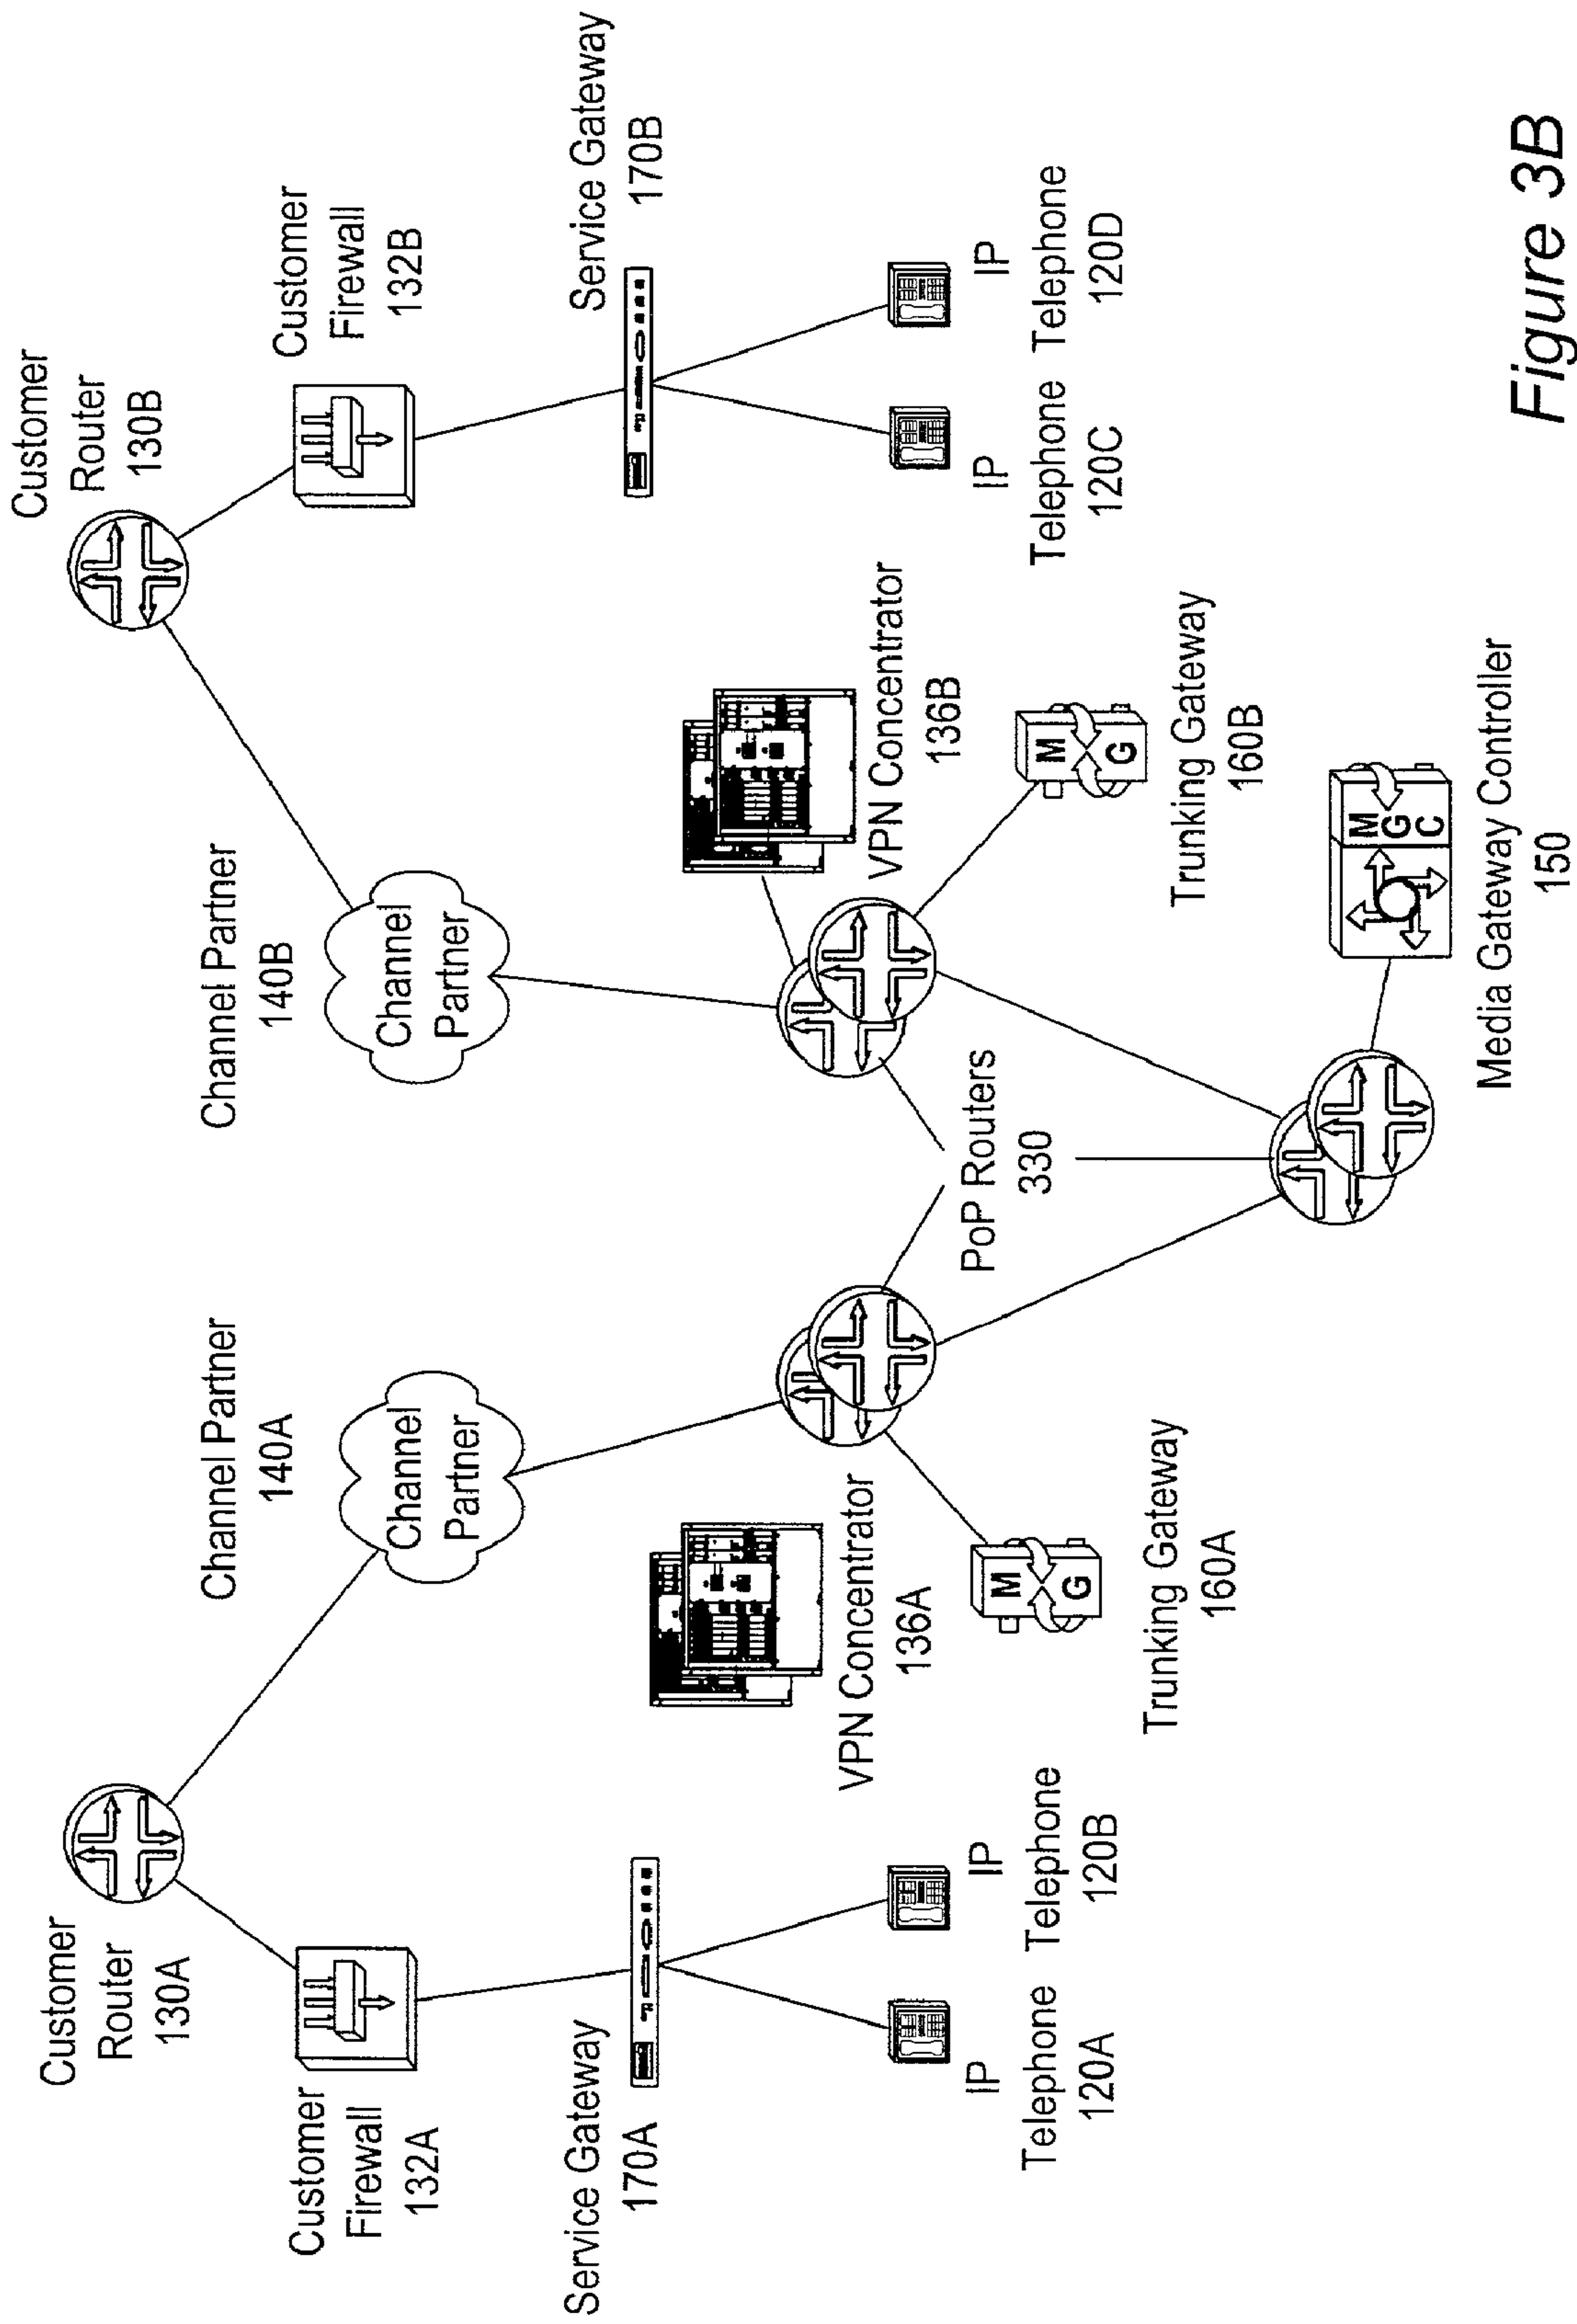 Customer
Router
130A
Customer
Firewall
132A
Service Gateway
170A
IP
Telephone
120A
IP
Telephone
120B
Channel Partner
140A
Channel
Partner
VPN Concentrator
136A
M
G
Trunking Gateway
160A
PoP Routers
330
Channel Partner
140B
Channel
Partner
VPN Concentrator
136B
M
G
Trunking Gateway
160B
M
G
C
Media Gateway Controller
150
Customer
Router
130B
Customer
Firewall
132B
Service Gateway
170B
IP
Telephone
120C
IP
Telephone
120D
Figure 3B